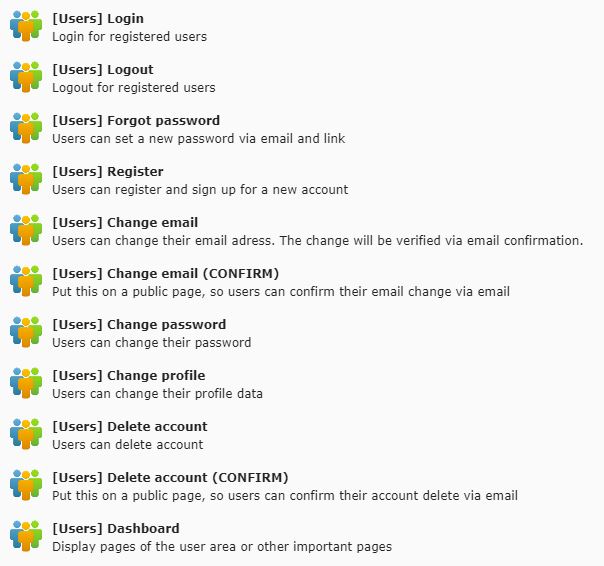 [Users] Login
Login for registered users
[Users] Logout
Logout for registered users
[Users] Forgot password
Users can set a new password via email and link
[Users] Register
Users can register and sign up for a new account
[Users] Change email
Users can change their email adress. The change will be verified via email confirmation.
[Users] Change email (CONFIRM)
Put this on a public page, so users can confirm their email change via email
[Users] Change password
Users can change their password
[Users] Change profile
Users can change their profile data
[Users] Delete account
Users can delete account
[Users] Delete account (CONFIRM)
Put this on a public page, so users can confirm their account delete via email
[Users] Dashboard
Display pages of the user area or other important pages